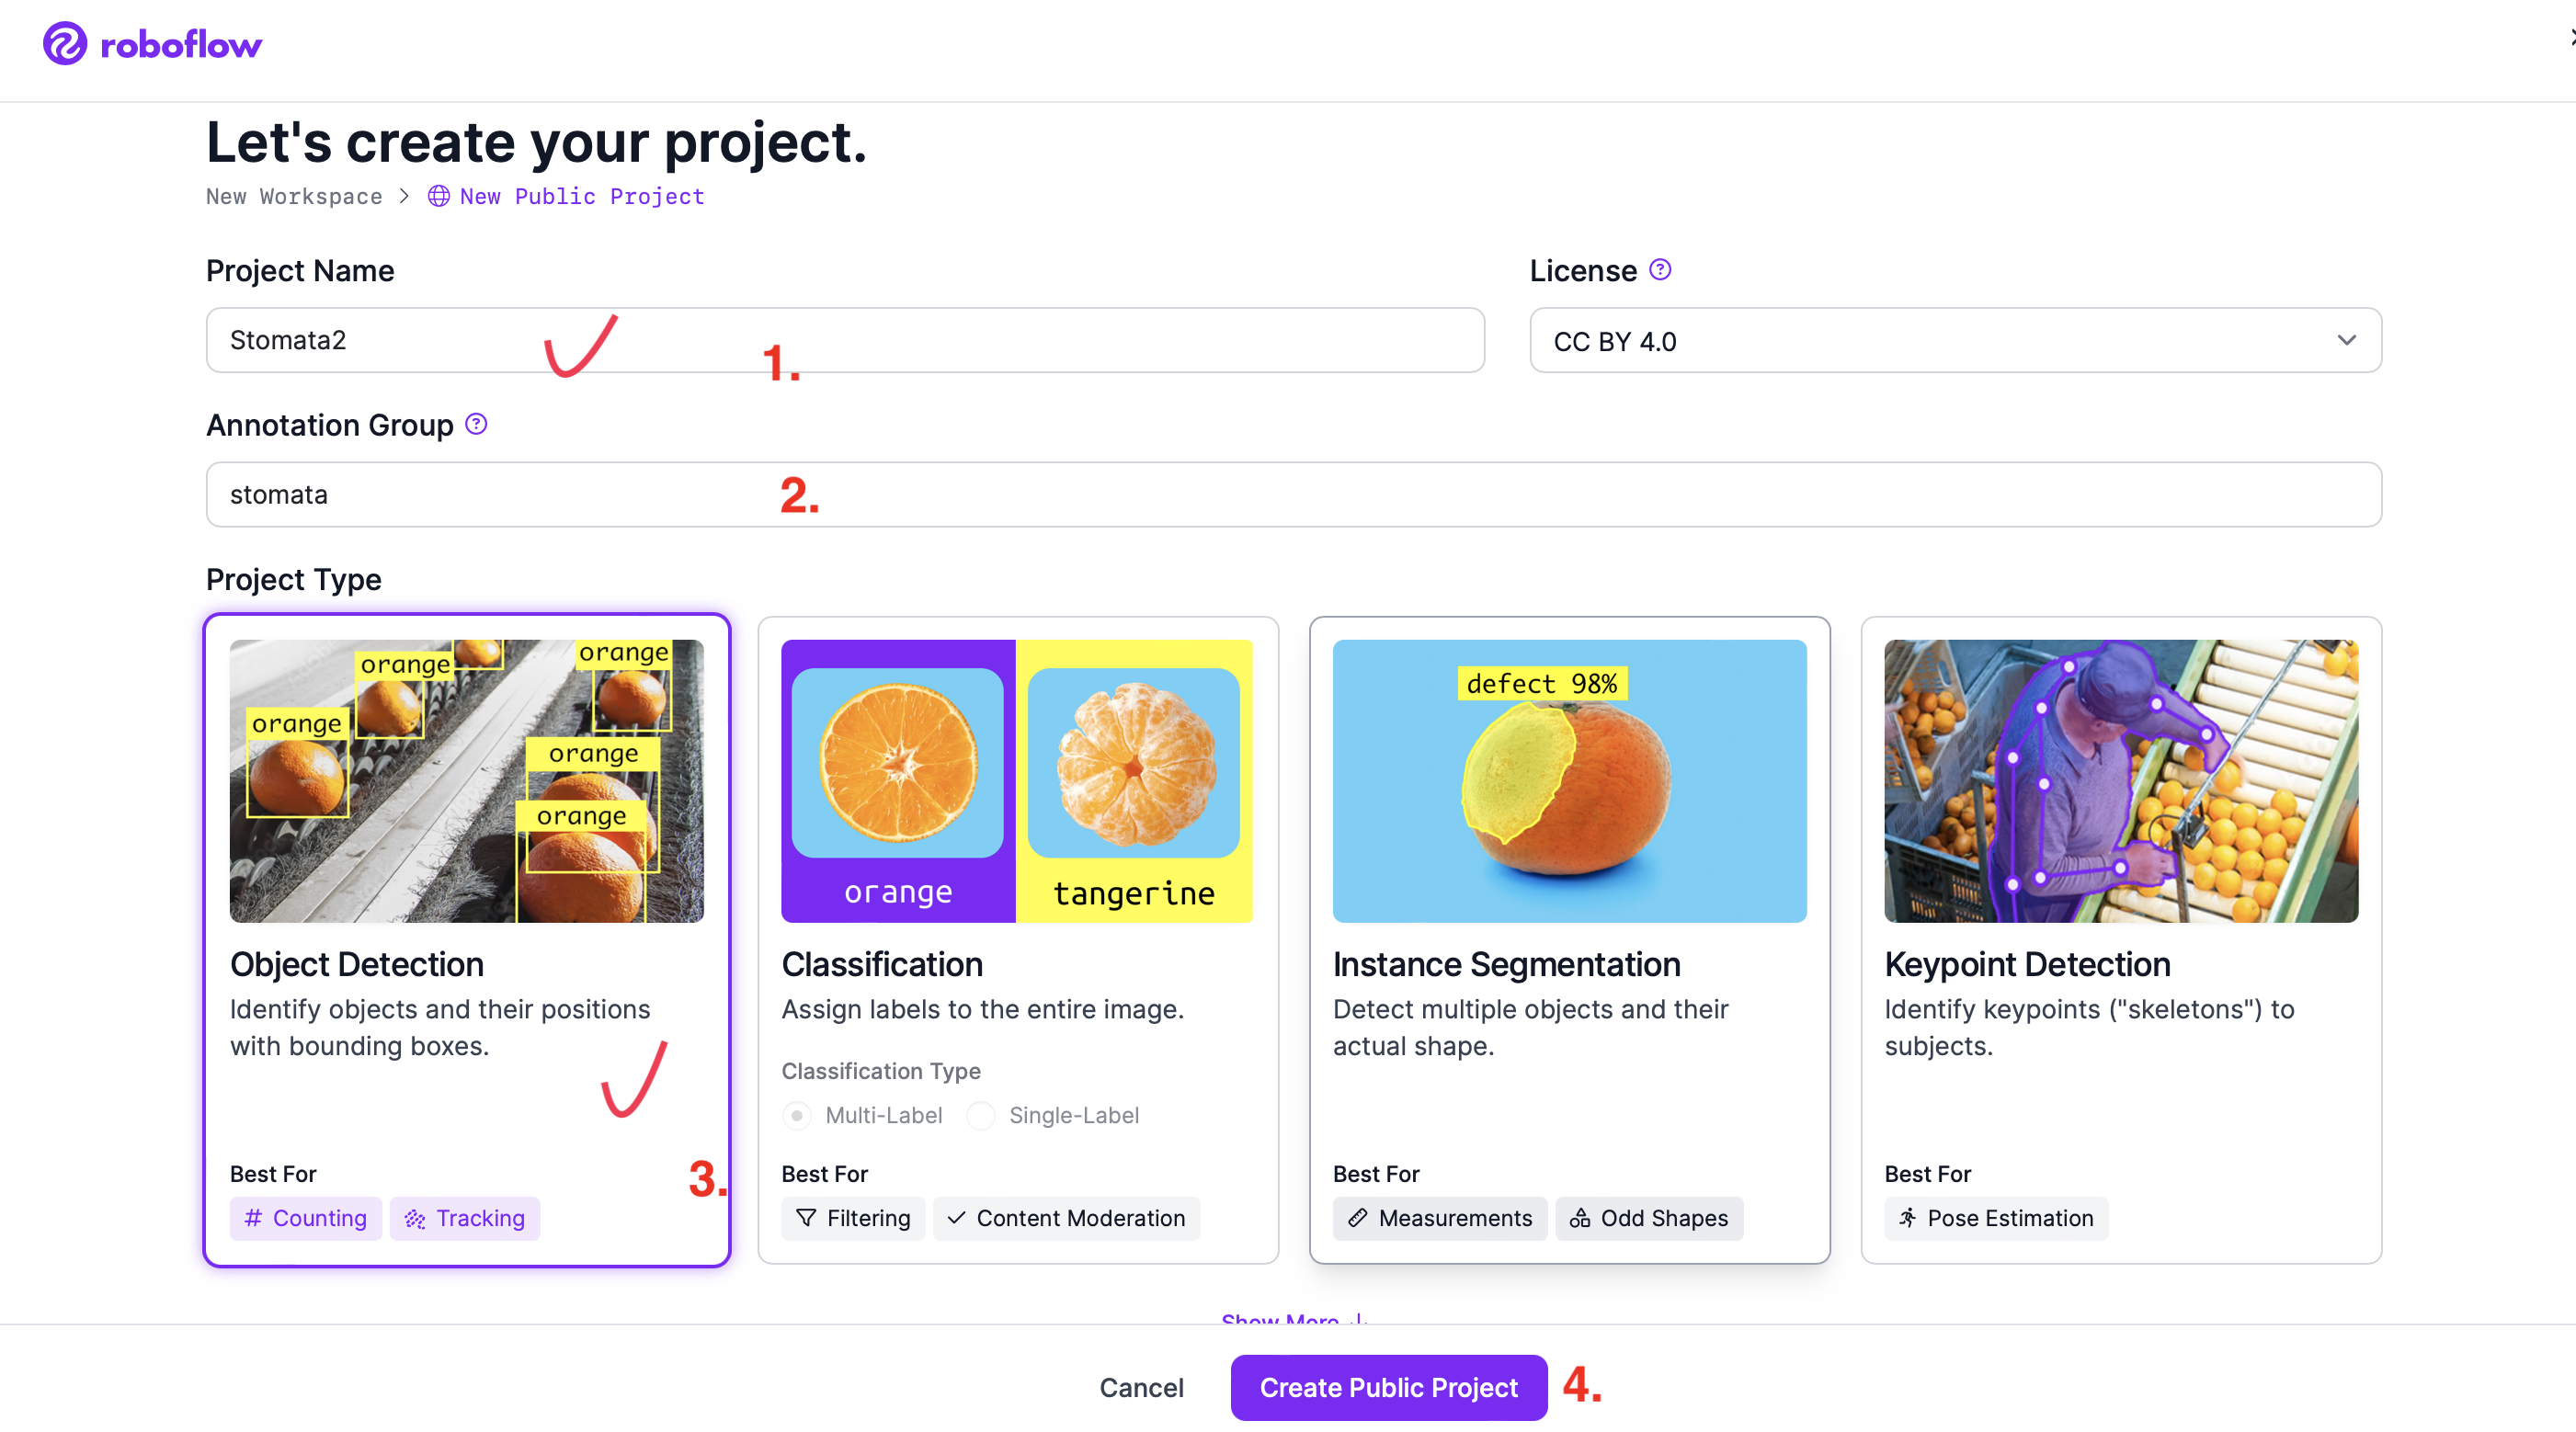 roboflow
Let's create your project.
New Workspace > New Public Project
Project Name
License ?
Stomata2
1.
CC BY 4.0
Annotation Group ?
stomata
2.
Project Type
orange
orange
orange
orange
orange
orange
tangerine
defect 98%
Object Detection
Identify objects and their positions
with bounding boxes.
Best For
# Counting
Tracking
3.
Classification
Assign labels to the entire image.
Classification Type
Multi-Label
Single-Label
Best For
Filtering
Content Moderation
Instance Segmentation
Detect multiple objects and their
actual shape.
Best For
Measurements
Odd Shapes
Keypoint Detection
Identify keypoints ("skeletons") to
subjects.
Best For
Pose Estimation
Show More ↓
Cancel
Create Public Project
4.